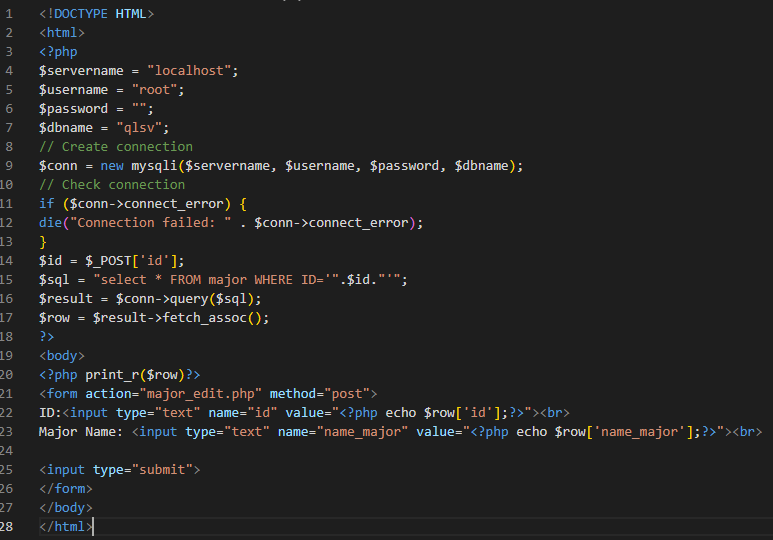 1 <!DOCTYPE HTML>
2 <html>
3 <?php
4 $servername = "localhost";
5 $username = "root";
6 $password = "";
7 $dbname = "qlsv";
8 // Create connection
9 $conn = new mysqli($servername, $username, $password, $dbname);
10 // Check connection
11 if ($conn->connect_error) {
12 die("Connection failed: " . $conn->connect_error);
13 }
14 $id = $_POST['id'];
15 $sql = "select * FROM major WHERE ID='".$id."'";
16 $result = $conn->query($sql);
17 $row = $result->fetch_assoc();
18 ?>
19 <body>
20 <?php print_r($row)?>
21 <form action="major_edit.php" method="post">
22 ID:<input type="text" name="id" value="<?php echo $row['id'];?>"><br>
23 Major Name: <input type="text" name="name_major" value="<?php echo $row['name_major'];?>"><br>
24
25 <input type="submit">
26 </form>
27 </body>
28 </html>